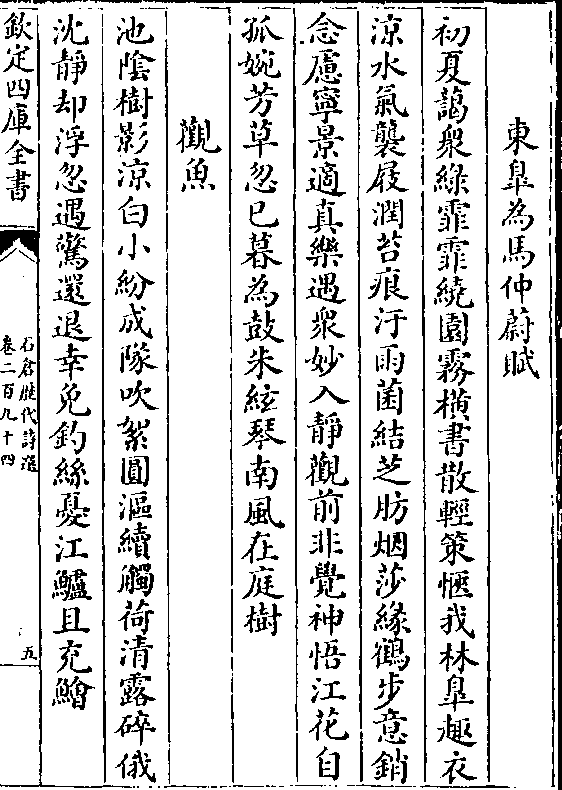 東臯為馬仲蔚賦
初夏藹衆綠霏霏繞園霧橫書散輕策愜我林臯趣衣
涼水氣襲屐潤苔痕汙雨菌結芝肪烟莎緣鶴步意銷
念慮寧景適真樂遇衆妙入靜觀前非覺神悟江花自
孤婉芳草忽已暮為鼓朱絃琴南風在庭樹
觀魚
池陰樹影涼白小紛成隊吹絮圓漚續觸荷清露碎俄
沈靜却浮忽遇驚還退幸免釣絲憂江鱸且充鱠
欽定四庫全書
石倉歴代詩選
卷二百九十四
五